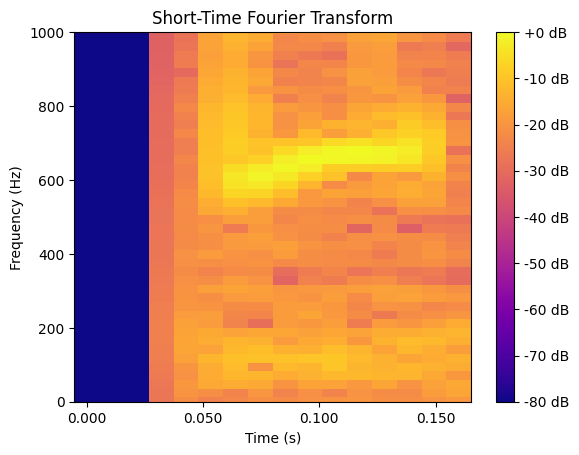 Short-Time Fourier Transform
1000
800
600
400
200
0
Frequency (Hz)
0.000
0.050
0.100
0.150
Time (s)
+0 dB
-10 dB
-20 dB
-30 dB
-40 dB
-50 dB
-60 dB
-70 dB
-80 dB